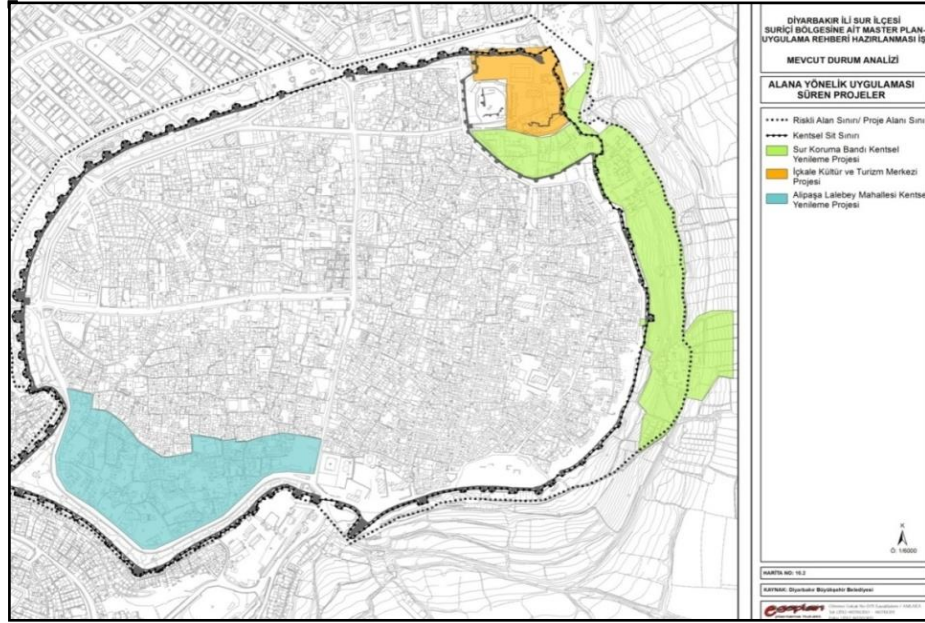 DİYARBAKIR İLİ SUR İLÇESİ
SURİÇİ BÖLGESİNE AİT MASTER PLAN-
UYGULAMA REHBERİ HAZIRLANMASI İŞ
MEVCUT DURUM ANALİZİ
ALANA YÖNELİK UYGULAMASI
SÜREN PROJELER
Riskli Alan Sınırı/ Proje Alanı Sını
Kentsel Sit Sınırı
Sur Koruma Bandı Kentsel
Yenileme Projesi
İçkale Kültür ve Turizm Merkezi
Projesi
Alipaşa Lalebey Mahallesi Kentse
Yenileme Projesi
K
Ö: 1/6000
HARİTA NO: 10.2
KAYNAK: Diyarbakır Büyükşehir Belediyesi
egeplan